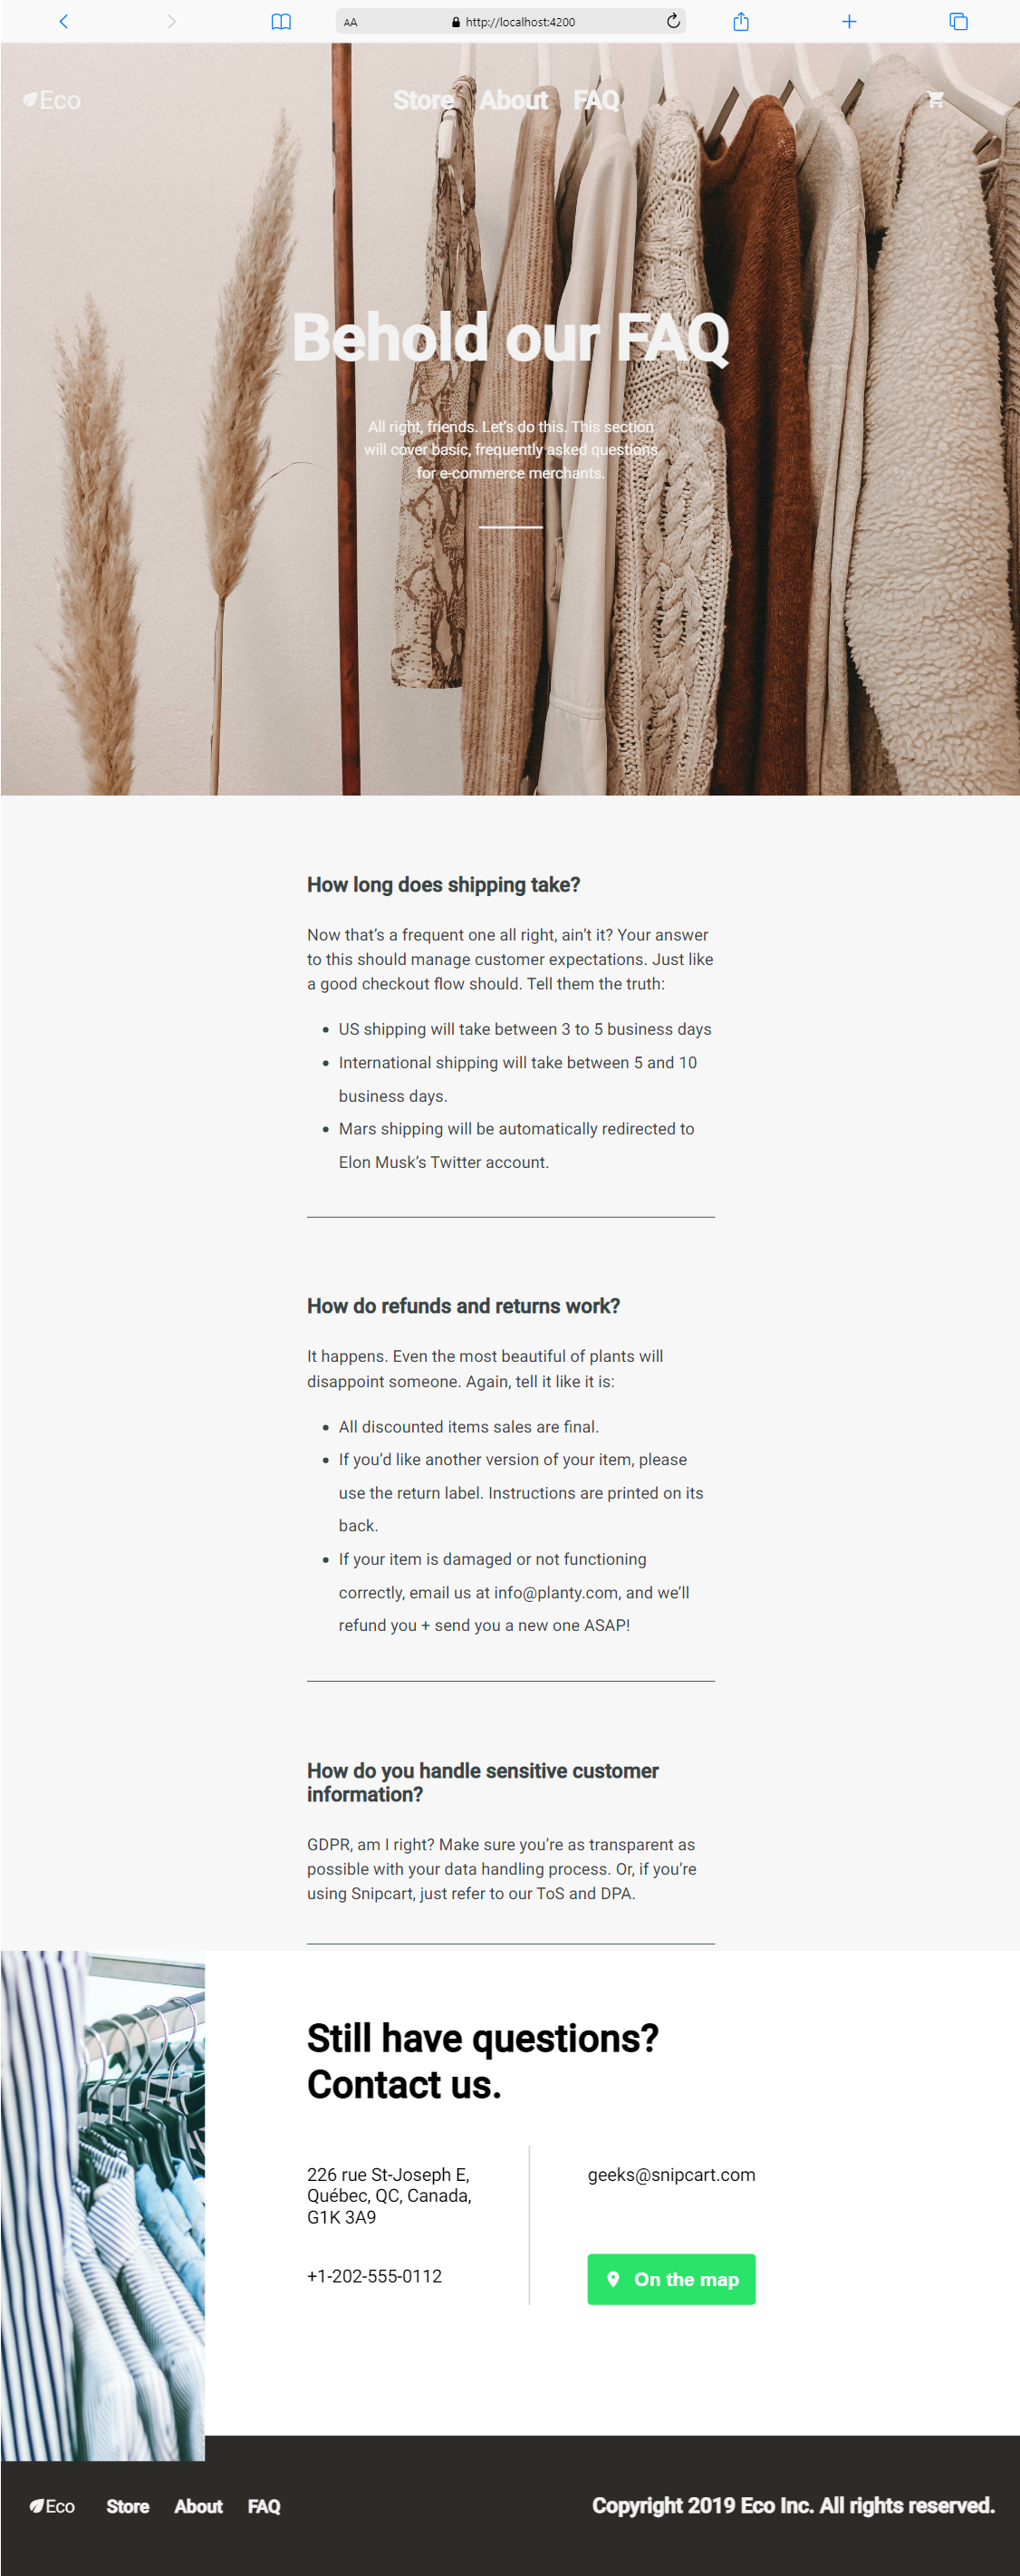 AA
http://localhost:4200
Eco
Store About FAQ
Behold our FAQ
All right, friends. Let's do this. This section
will cover basic, frequently asked questions
for e-commerce merchants.
How long does shipping take?
Now that’s a frequent one all right, ain’t it? Your answer
to this should manage customer expectations. Just like
a good checkout flow should. Tell them the truth:
• US shipping will take between 3 to 5 business days
• International shipping will take between 5 and 10
business days.
• Mars shipping will be automatically redirected to
Elon Musk’s Twitter account.
How do refunds and returns work?
It happens. Even the most beautiful of plants will
disappoint someone. Again, tell it like it is:
• All discounted items sales are final.
• If you’d like another version of your item, please
use the return label. Instructions are printed on its
back.
• If your item is damaged or not functioning
correctly, email us at info@planty.com, and we’ll
refund you + send you a new one ASAP!
How do you handle sensitive customer
information?
GDPR, am I right? Make sure you’re as transparent as
possible with your data handling process. Or, if you’re
using Snipcart, just refer to our ToS and DPA.
Still have questions?
Contact us.
226 rue St-Joseph E,
Québec, QC, Canada,
G1K 3A9
+1-202-555-0112
geeks@snipcart.com
On the map
Eco
Store About FAQ
Copyright 2019 Eco Inc. All rights reserved.